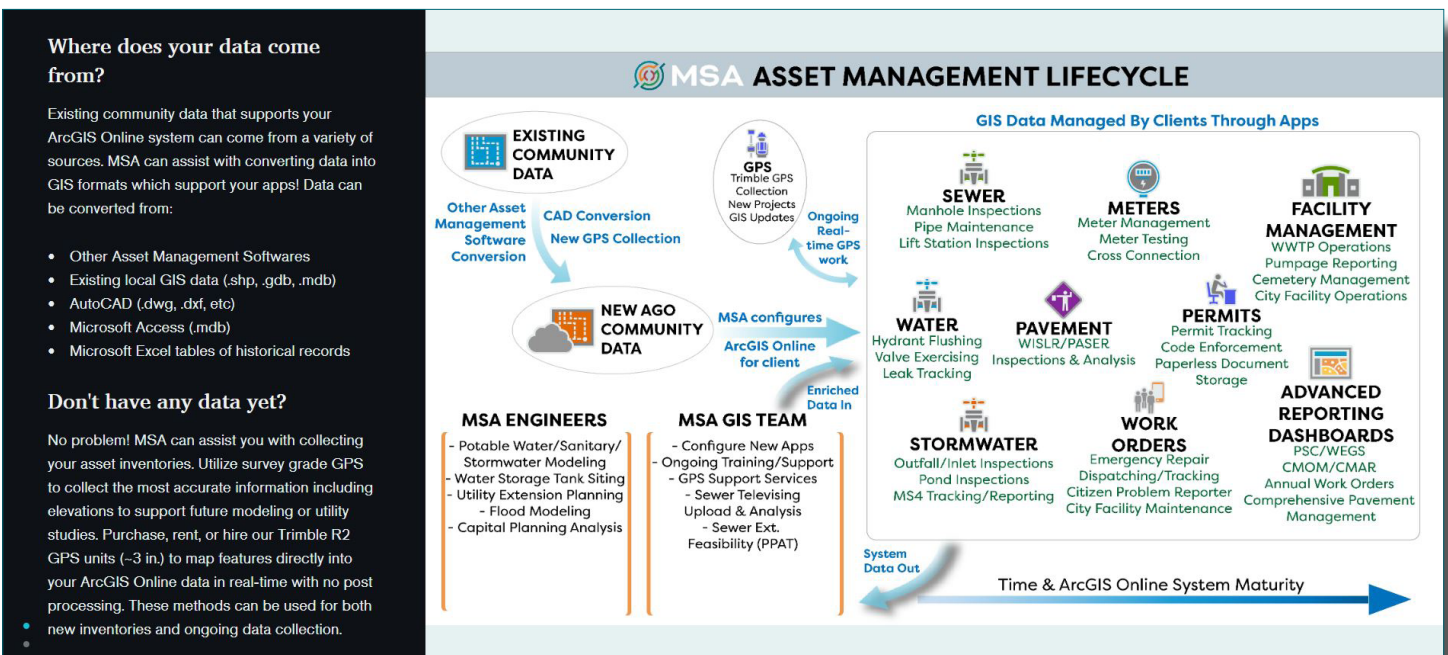 Where does your data come
from?
Existing community data that supports your
ArcGIS Online system can come from a variety of
sources. MSA can assist with converting data into
GIS formats which support your apps! Data can
be converted from:
• Other Asset Management Softwares
• Existing local GIS data (.shp, .gdb, .mdb)
• AutoCAD (.dwg, .dxf, etc)
• Microsoft Access (.mdb)
• Microsoft Excel tables of historical records
Don't have any data yet?
No problem! MSA can assist you with collecting
your asset inventories. Utilize survey grade GPS
to collect the most accurate information including
elevations to support future modeling or utility
studies. Purchase, rent, or hire our Trimble R2
GPS units (~3 in.) to map features directly into
your ArcGIS Online data in real-time with no post
processing. These methods can be used for both
new inventories and ongoing data collection.
MSA ASSET MANAGEMENT LIFECYCLE
EXISTING
COMMUNITY
DATA
Other Asset
Management
Software
Conversion
CAD Conversion
New GPS Collection
GPS
Trimble GPS
Collection
New Projects
GIS Updates
Ongoing
Real-
time GPS
work
NEW AGO
COMMUNITY
DATA
MSA configures
ArcGIS Online
for client
Enriched
Data In
MSA ENGINEERS
- Potable Water/Sanitary/
Stormwater Modeling
- Water Storage Tank Siting
- Utility Extension Planning
- Flood Modeling
- Capital Planning Analysis
MSA GIS TEAM
- Configure New Apps
- Ongoing Training/Support
- GPS Support Services
- Sewer Televising
Upload & Analysis
- Sewer Ext.
Feasibility (PPAT)
GIS Data Managed By Clients Through Apps
SEWER
Manhole Inspections
Pipe Maintenance
Lift Station Inspections
METERS
Meter Management
Meter Testing
Cross Connection
FACILITY
MANAGEMENT
WWTP Operations
Pumpage Reporting
Cemetery Management
City Facility Operations
WATER
Hydrant Flushing
Valve Exercising
Leak Tracking
PAVEMENT
WISLR/PASER
Inspections & Analysis
PERMITS
Permit Tracking
Code Enforcement
Paperless Document
Storage
STORMWATER
Outfall/Inlet Inspections
Pond Inspections
MS4 Tracking/Reporting
WORK
ORDERS
Emergency Repair
Dispatching/Tracking
Citizen Problem Reporter
City Facility Maintenance
ADVANCED
REPORTING
DASHBOARDS
PSC/WEGS
CMOM/CMAR
Annual Work Orders
Comprehensive Pavement
Management
System
Data Out
Time & ArcGIS Online System Maturity